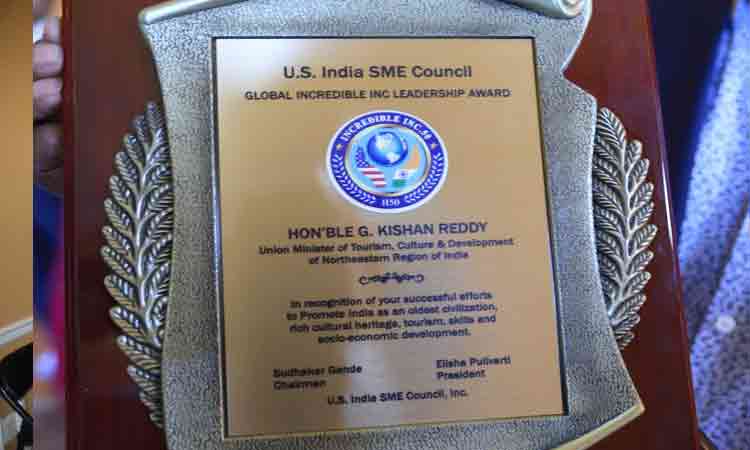 U.S. India SME Council
GLOBAL INCREDIBLE INC LEADERSHIP AWARD
INCREDIBLE INC.50
II50
HON'BLE G. KISHAN REDDY
Union Minister of Tourism, Culture & Development
of Northeastern Region of India
In recognition of your successful efforts
to Promote India as an oldest civilization,
rich cultural heritage, tourism, skills and
socio-economic development.
Sudhakar Gande
Chairman
Elisha Pulivarti
President
U.S. India SME Council, Inc.